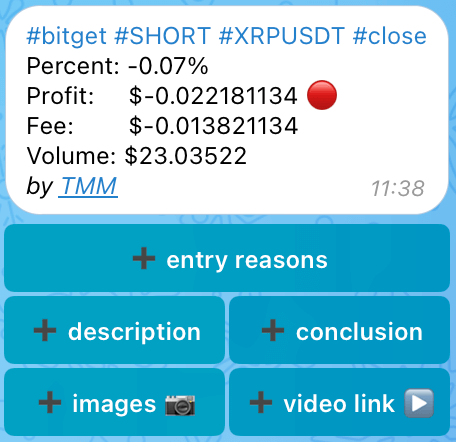 #bitget #SHORT #XRPUSDT #close
Percent: -0.07%
Profit: $-0.022181134 🔴
Fee: $-0.013821134
Volume: $23.03522
by TMM 11:38
➕ entry reasons
➕ description
➕ conclusion
➕ images 📷
➕ video link ▶️